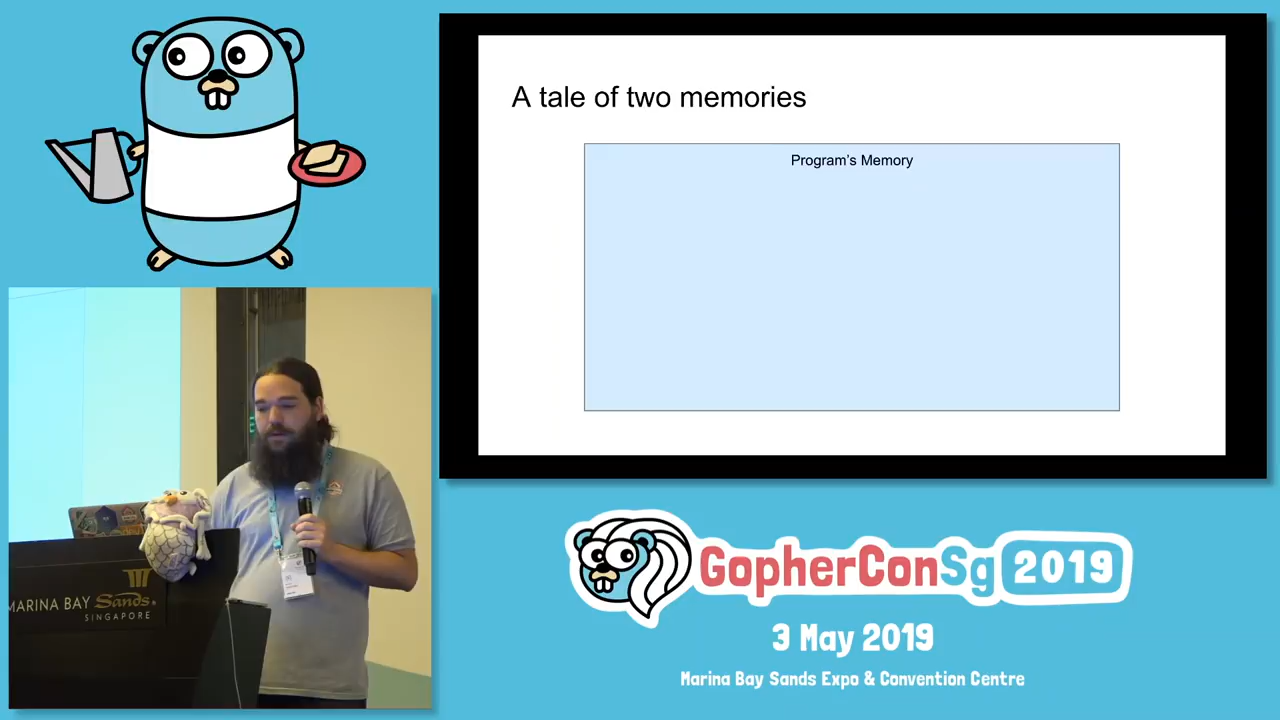 A tale of two memories
Program's Memory
MARINA BAY Sands.
SINGAPORE
GopherConSg 2019
3 May 2019
Marina Bay Sands Expo & Convention Centre